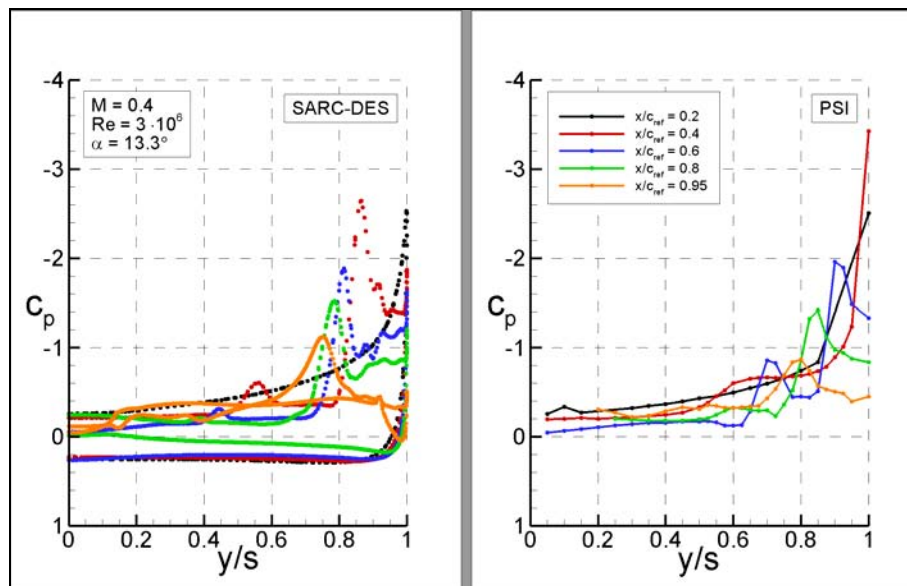 -4
-3
-2
-1
0
1
c_p
M = 0.4
Re = 3 ·10^6
α = 13.3°
SARC-DES
0 0.2 0.4 0.6 0.8 1
y/s
-4
-3
-2
-1
0
1
c_p
x/c_ref = 0.2
x/c_ref = 0.4
x/c_ref = 0.6
x/c_ref = 0.8
x/c_ref = 0.95
PSI
0 0.2 0.4 0.6 0.8 1
y/s